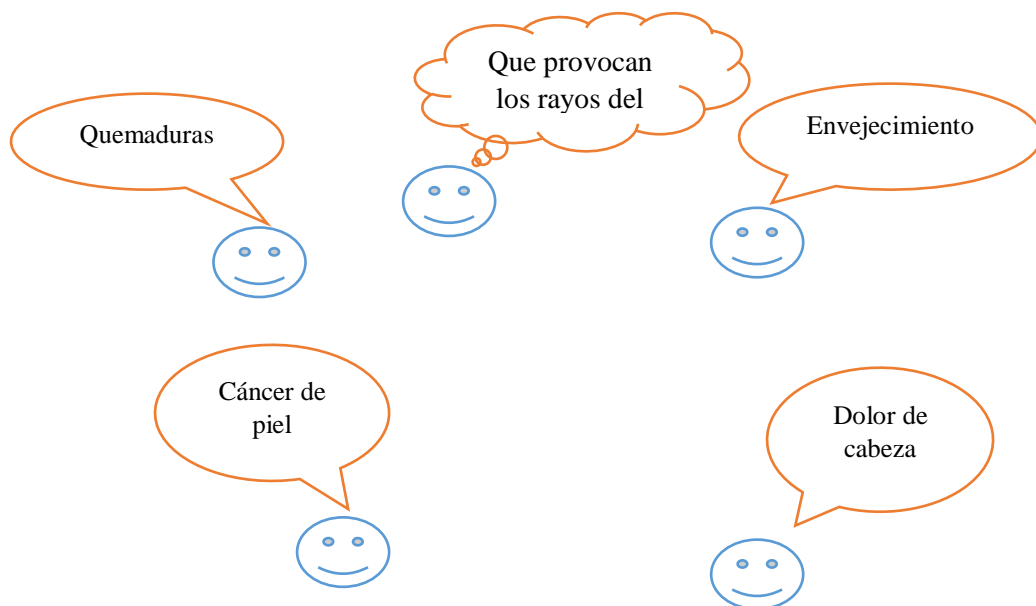 Que provocan
los rayos del
Quemaduras
Envejecimiento
Cáncer de
piel
Dolor de
cabeza